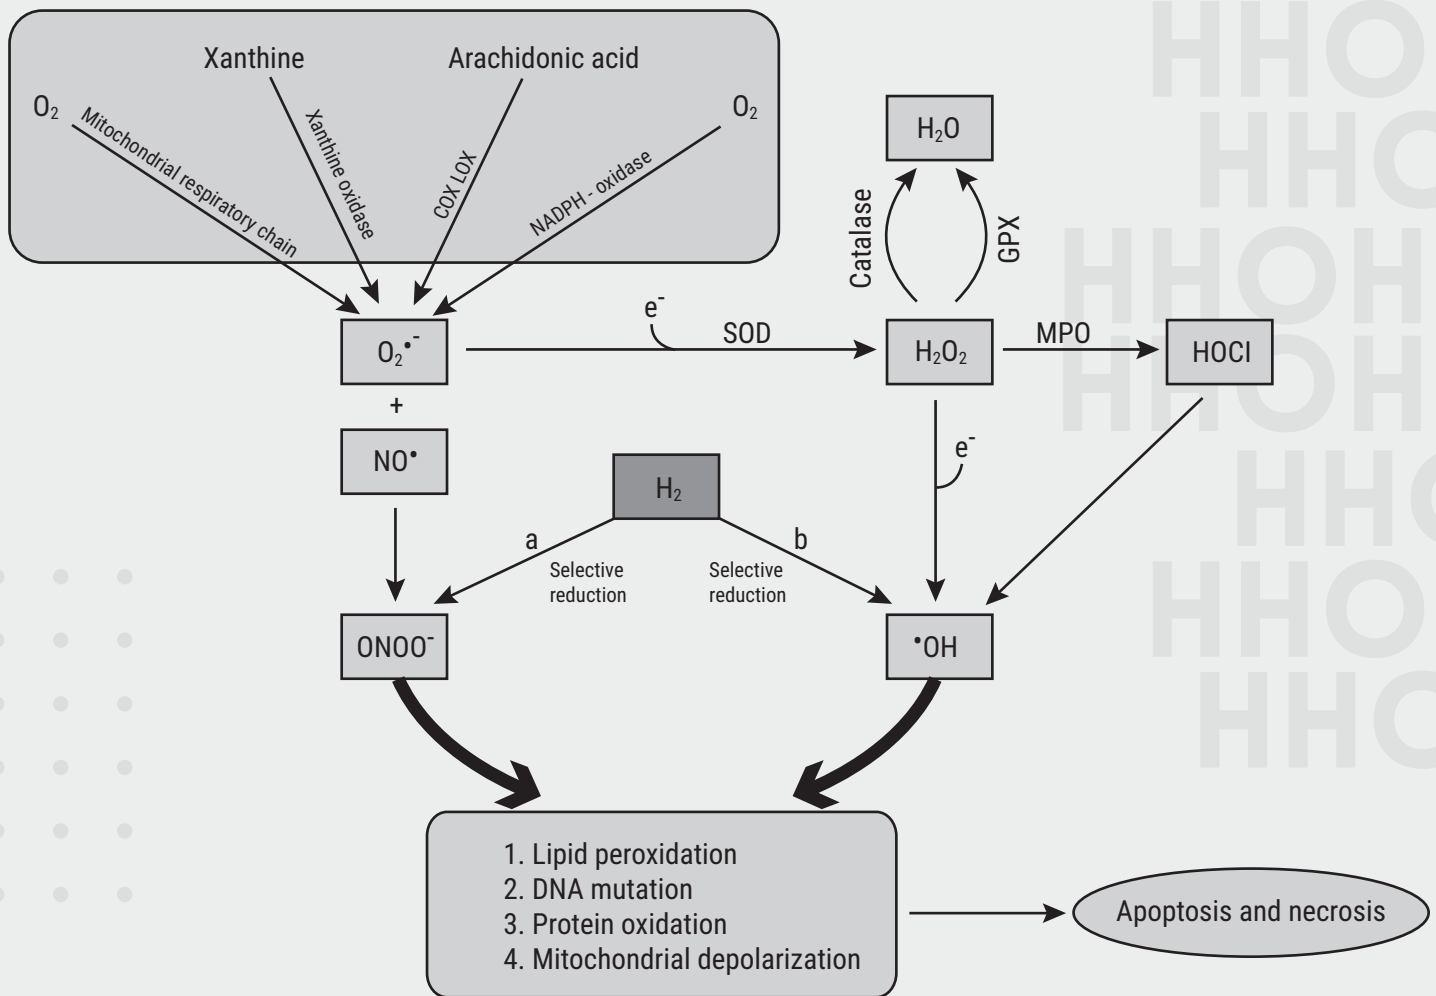 Xanthine
Arachidonic acid
O₂
O₂
Mitochondrial respiratory chain
Xanthine oxidase
COX LOX
NADPH - oxidase
H₂O
Catalase
GPX
O₂•⁻
e⁻
SOD
H₂O₂
MPO
HOCl
+
NO•
H₂
e⁻
a
b
Selective
reduction
Selective
reduction
ONOO⁻
•OH
1. Lipid peroxidation
2. DNA mutation
3. Protein oxidation
4. Mitochondrial depolarization
Apoptosis and necrosis
HHO
HHO
HHOH
HHOH
HHO
HHO
HHO